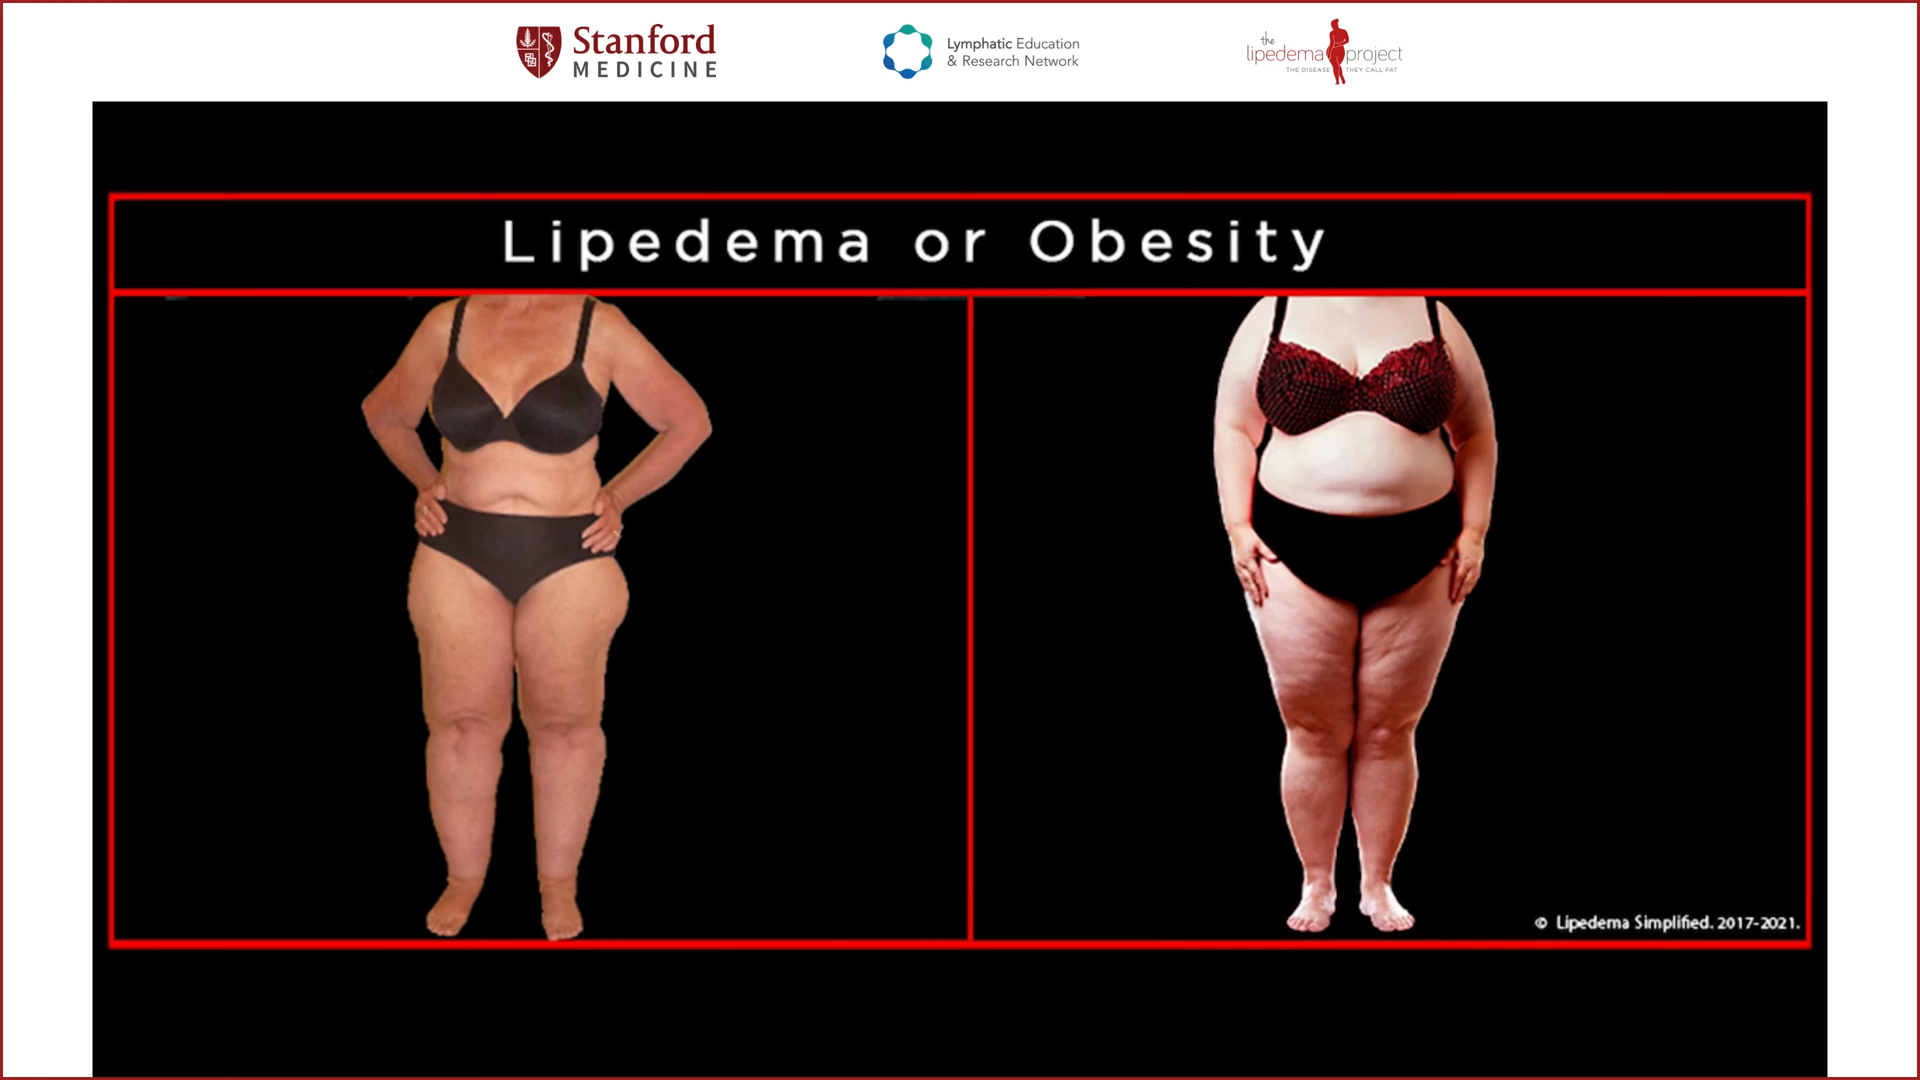 Stanford
MEDICINE
Lymphatic Education
& Research Network
the
lipedema project
THE DISEASE THEY CALL FAT
Lipedema or Obesity
© Lipedema Simplified. 2017-2021.